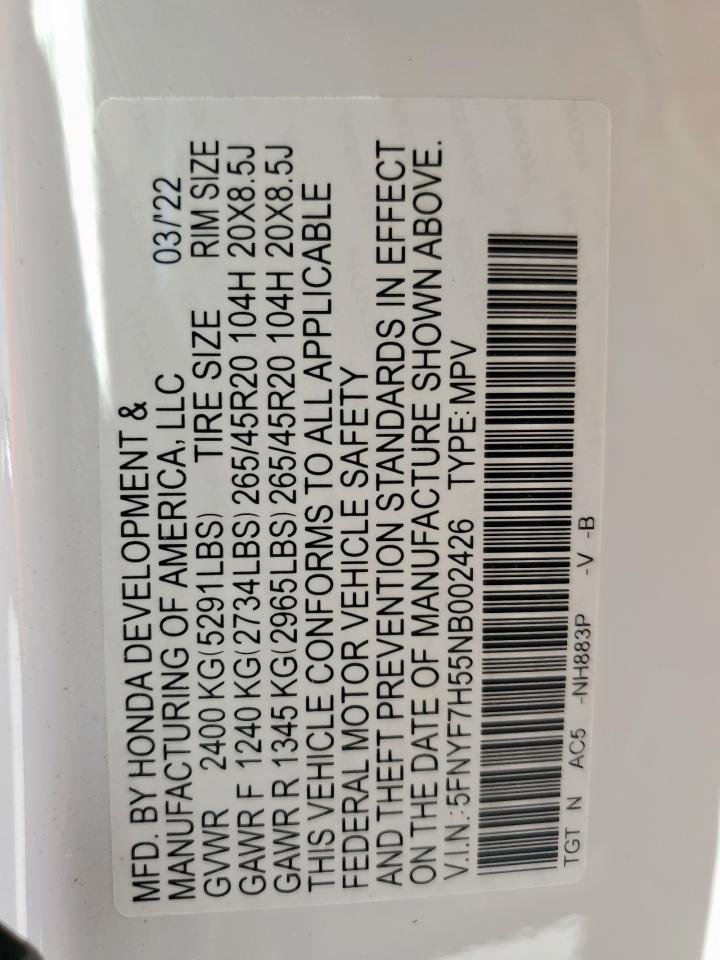 MFD. BY HONDA DEVELOPMENT &
MANUFACTURING OF AMERICA, LLC 03/'22
GVWR 2400 KG(5291LBS) TIRE SIZE RIM SIZE
GAWR F 1240 KG(2734LBS) 265/45R20 104H 20X8.5J
GAWR R 1345 KG(2965LBS) 265/45R20 104H 20X8.5J
THIS VEHICLE CONFORMS TO ALL APPLICABLE
FEDERAL MOTOR VEHICLE SAFETY
AND THEFT PREVENTION STANDARDS IN EFFECT
ON THE DATE OF MANUFACTURE SHOWN ABOVE.
V.I.N.: 5FNYF7H55NB002426 TYPE: MPV
TGT N AC5 -NH883P -V -B